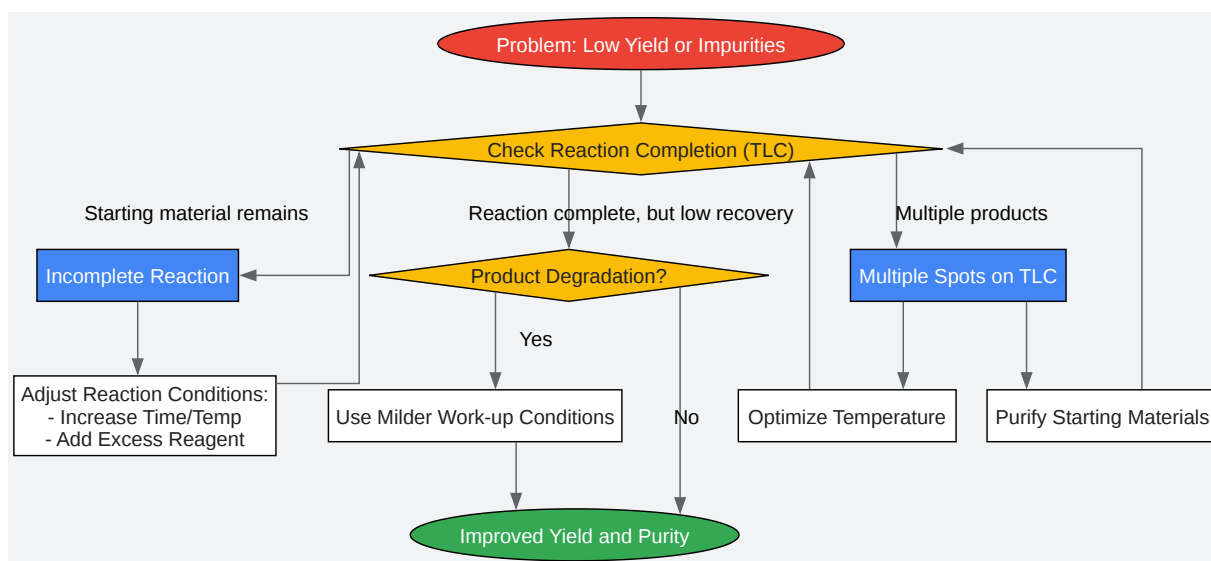 Problem: Low Yield or Impurities
Check Reaction Completion (TLC)
Starting material remains
Reaction complete, but low recovery
Multiple products
Incomplete Reaction
Product Degradation?
Multiple Spots on TLC
Yes
Adjust Reaction Conditions:
- Increase Time/Temp
- Add Excess Reagent
Use Milder Work-up Conditions
No
Optimize Temperature
Purify Starting Materials
Improved Yield and Purity